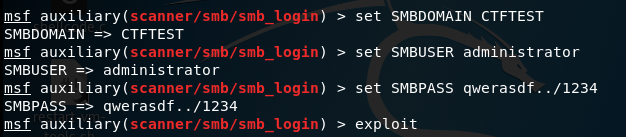 msf auxiliary(scanner/smb/smb_login) > set SMBDOMAIN CTFTEST
SMBDOMAIN => CTFTEST
msf auxiliary(scanner/smb/smb_login) > set SMBUSER administrator
SMBUSER => administrator
msf auxiliary(scanner/smb/smb_login) > set SMBPASS qwerasdf../1234
SMBPASS => qwerasdf../1234
msf auxiliary(scanner/smb/smb_login) > exploit